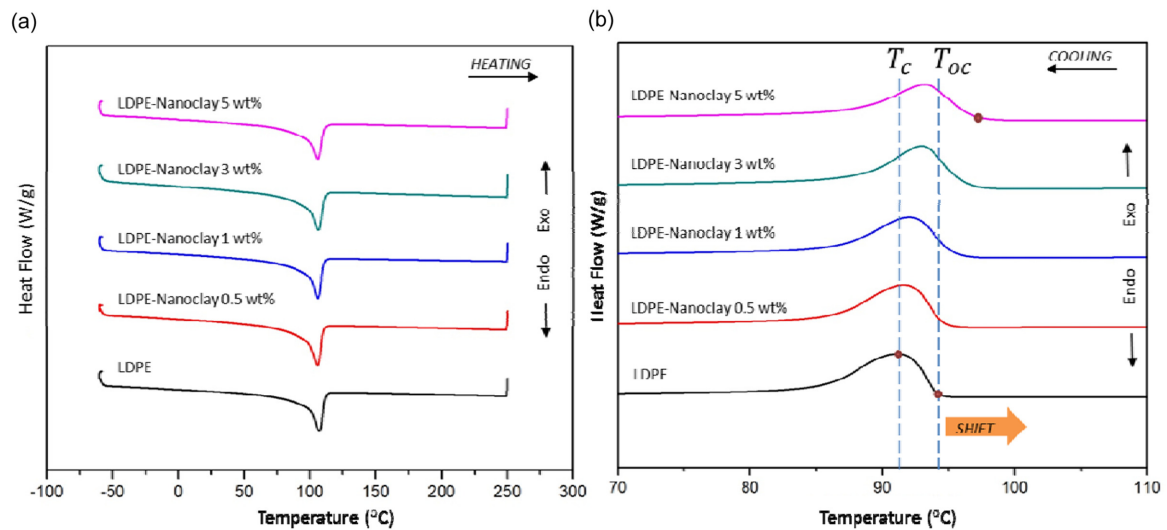 (a)
HEATING
LDPE-Nanoclay 5 wt%
LDPE-Nanoclay 3 wt%
LDPE-Nanoclay 1 wt%
LDPE-Nanoclay 0.5 wt%
LDPE
Exo
Endo
Heat Flow (W/g)
-100 -50 0 50 100 150 200 250 300
Temperature (°C)
(b)
Tc Toc
COOLING
LDPE-Nanoclay 5 wt%
LDPE-Nanoclay 3 wt%
LDPE-Nanoclay 1 wt%
LDPE-Nanoclay 0.5 wt%
LDPE
Exo
Endo
SHIFT
Heat Flow (W/g)
70 80 90 100 110
Temperature (°C)